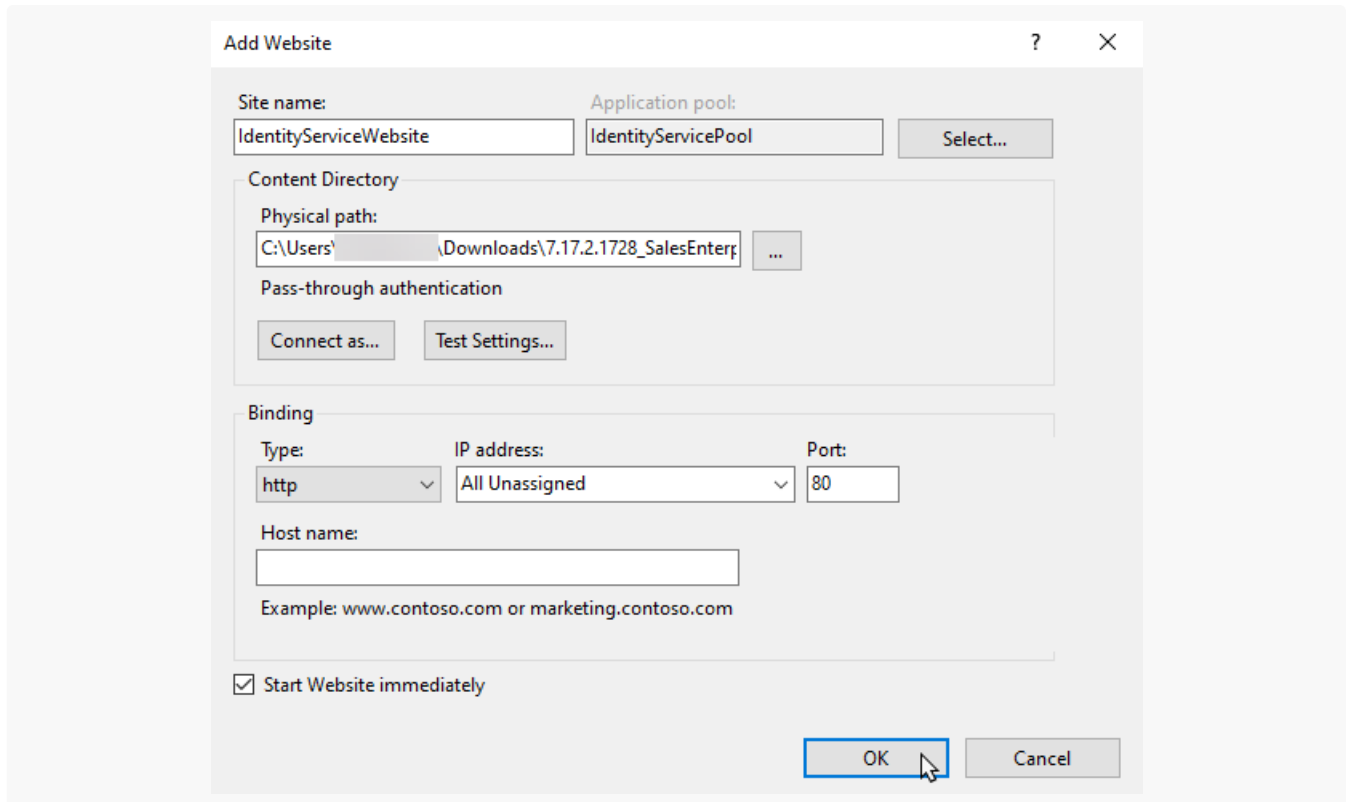 Add Website ?
Site name: Application pool:
IdentityServiceWebsite IdentityServicePool Select...
Content Directory
Physical path:
C:\Users\ \Downloads\7.17.2.1728_SalesEnterp ...
Pass-through authentication
Connect as... Test Settings...
Binding
Type: IP address: Port:
http All Unassigned 80
Host name:
Example: www.contoso.com or marketing.contoso.com
Start Website immediately
OK Cancel